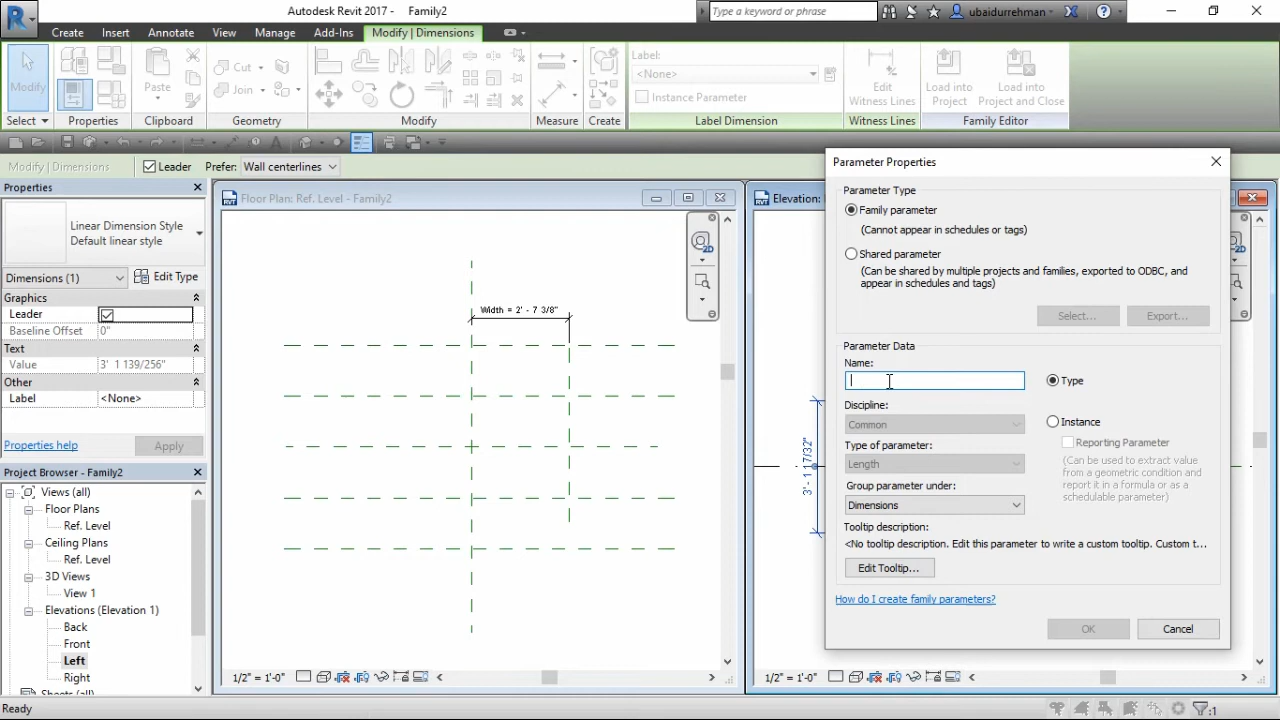 Autodesk Revit 2017 - Family2
Type a keyword or phrase
ubaidurrehman
Create Insert Annotate View Manage Add-Ins Modify | Dimensions
Modify
Paste
Cut
Join
Label:
<None>
Instance Parameter
Edit
Witness Lines
Load into
Project
Load into
Project and Close
Select Properties Clipboard Geometry Modify Measure Create Label Dimension Witness Lines Family Editor
Modify | Dimensions
Leader Prefer: Wall centerlines
Properties
Linear Dimension Style
Default linear style
Dimensions (1)
Edit Type
Graphics
Leader
Baseline Offset 0"
Text
Value 3' 1 139/256"
Other
Label <None>
Properties help
Apply
Project Browser - Family2
Views (all)
Floor Plans
Ref. Level
Ceiling Plans
Ref. Level
3D Views
View 1
Elevations (Elevation 1)
Back
Front
Left
Right
Sheets (all)
Floor Plan: Ref. Level - Family2
2D
Width = 2' - 7 3/8"
1/2" = 1'-0"
Elevation:
2D
3' - 1 17/32"
1/2" = 1'-0"
Parameter Properties
Parameter Type
Family parameter
(Cannot appear in schedules or tags)
Shared parameter
(Can be shared by multiple projects and families, exported to ODBC, and
appear in schedules and tags)
Select...
Export...
Parameter Data
Name:
Type
Discipline:
Common
Instance
Type of parameter:
Reporting Parameter
Length
(Can be used to extract value
from a geometric condition and
report it in a formula or as a
schedulable parameter)
Group parameter under:
Dimensions
Tooltip description:
<No tooltip description. Edit this parameter to write a custom tooltip. Custom t...
Edit Tooltip...
How do I create family parameters?
OK
Cancel
Ready
:1